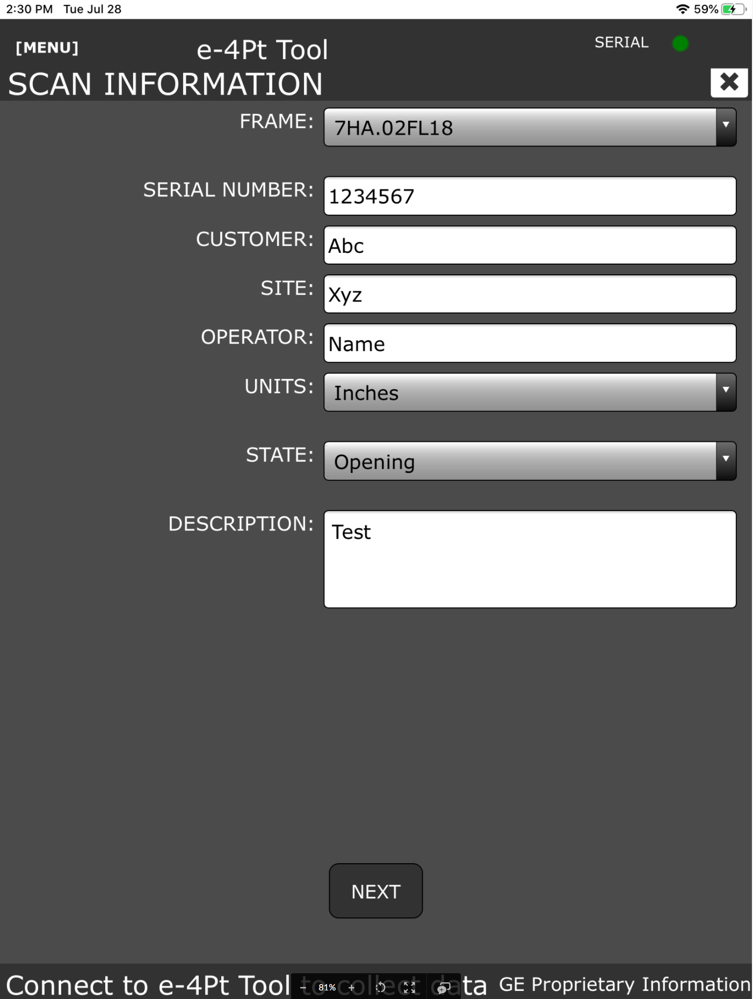 2:30 PM Tue Jul 28 59%
[MENU] e-4Pt Tool SERIAL
SCAN INFORMATION
FRAME: 7HA.02FL18
SERIAL NUMBER: 1234567
CUSTOMER: Abc
SITE: Xyz
OPERATOR: Name
UNITS: Inches
STATE: Opening
DESCRIPTION: Test
NEXT
Connect to e-4Pt Tool to collect data GE Proprietary Information
81%